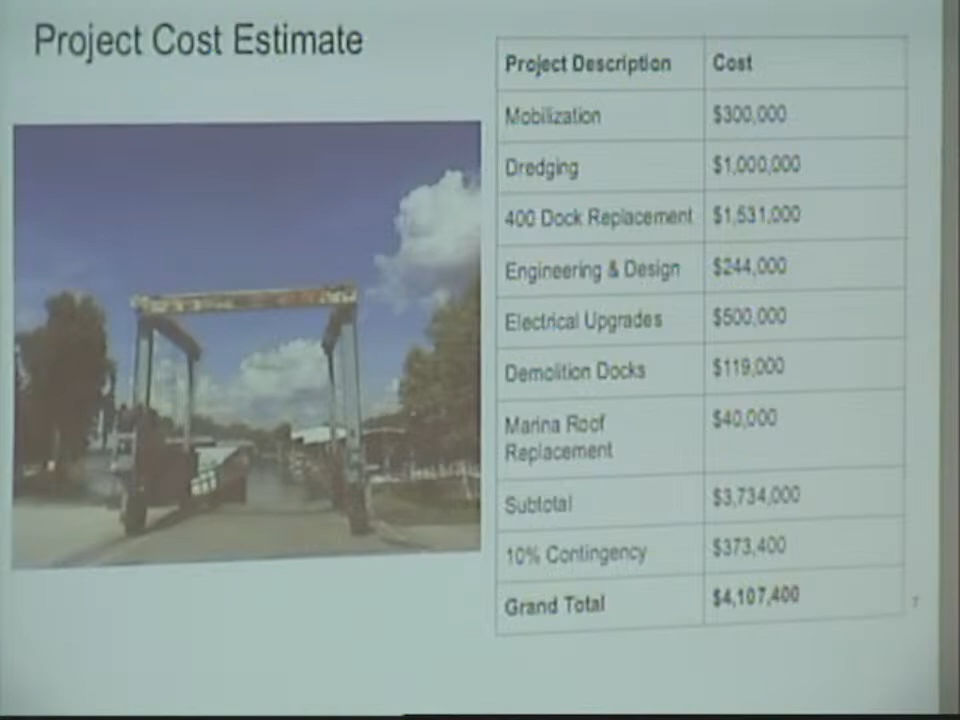 Project Cost Estimate
Project Description Cost
Mobilization $300,000
Dredging $1,000,000
400 Dock Replacement $1,531,000
Engineering & Design $244,000
Electrical Upgrades $500,000
Demolition Docks $119,000
Marina Roof $40,000
Replacement
Subtotal $3,734,000
10% Contingency $373,400
Grand Total $4,107,400